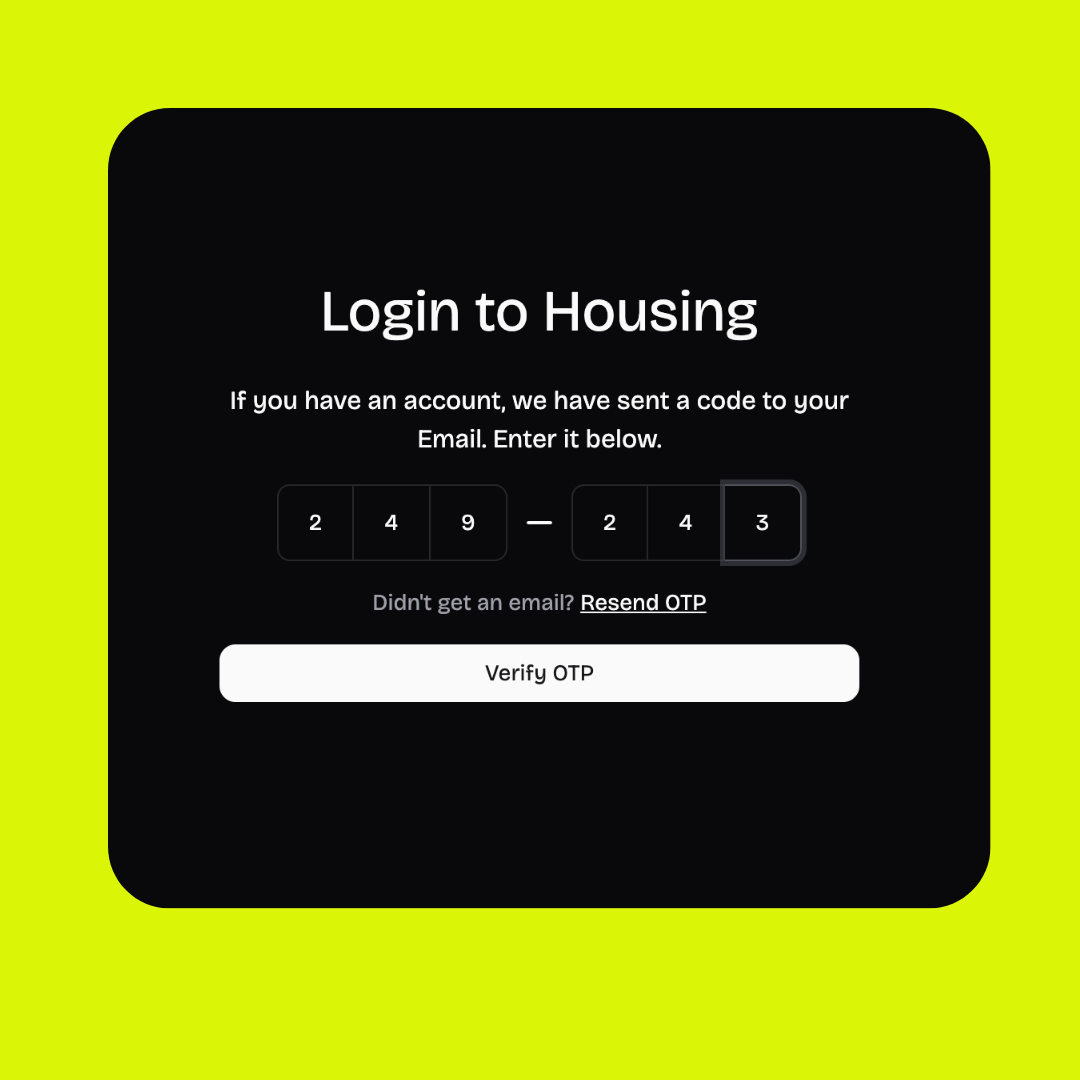 Login to Housing
If you have an account, we have sent a code to your
Email. Enter it below.
2 4 9 — 2 4 3
Didn't get an email? Resend OTP
Verify OTP